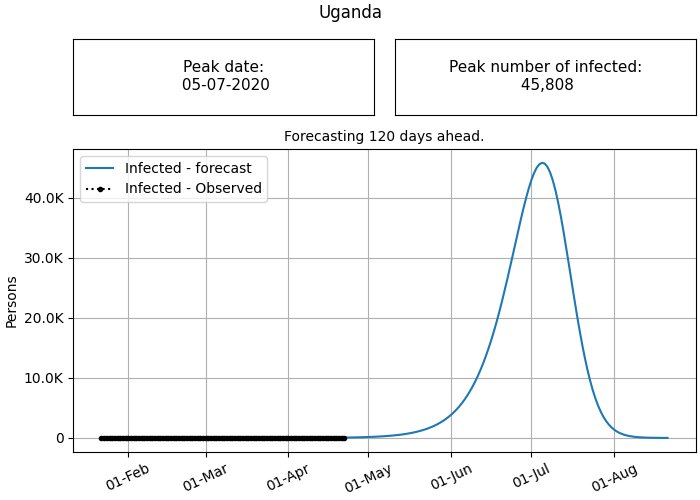 Uganda
Peak date:
05-07-2020
Peak number of infected:
45,808
Forecasting 120 days ahead.
Infected - forecast
Infected - Observed
40.0K
30.0K
20.0K
10.0K
0
Persons
01-Feb
01-Mar
01-Apr
01-May
01-Jun
01-Jul
01-Aug